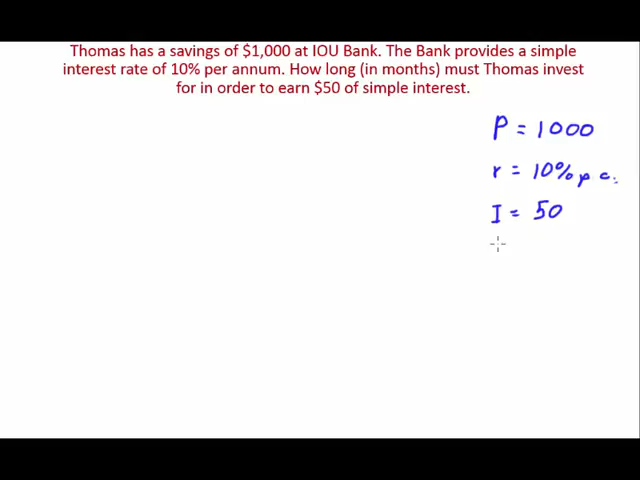 Thomas has a savings of $1,000 at IOU Bank. The Bank provides a simple
interest rate of 10% per annum. How long (in months) must Thomas invest
for in order to earn $50 of simple interest.
P = 1000
r = 10% p a.
I = 50